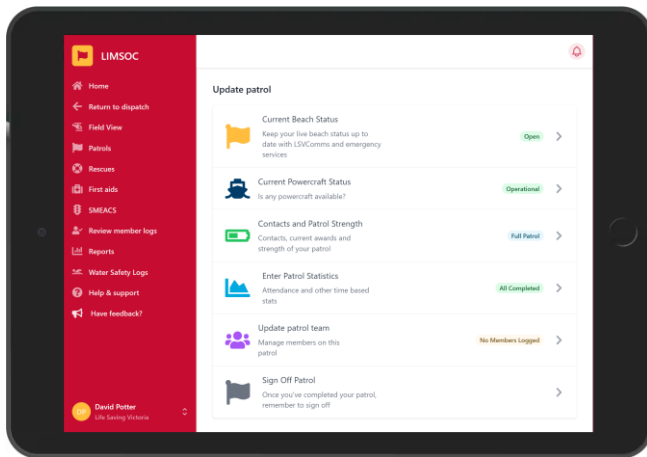 LIMSOC
Home
Return to dispatch
Field View
Patrols
Rescues
First aids
SMEACS
Review member logs
Reports
Water Safety Logs
Help & support
Have feedback?
DP
David Potter
Life Saving Victoria
Update patrol
Current Beach Status
Keep your live beach status up to
date with LSVComms and emergency
services
Open
Current Powercraft Status
Is any powercraft available?
Operational
Contacts and Patrol Strength
Contacts, current awards and
strength of your patrol
Full Patrol
Enter Patrol Statistics
Attendance and other time based
stats
All Completed
Update patrol team
Manage members on this
patrol
No Members Logged
Sign Off Patrol
Once you've completed your patrol,
remember to sign off